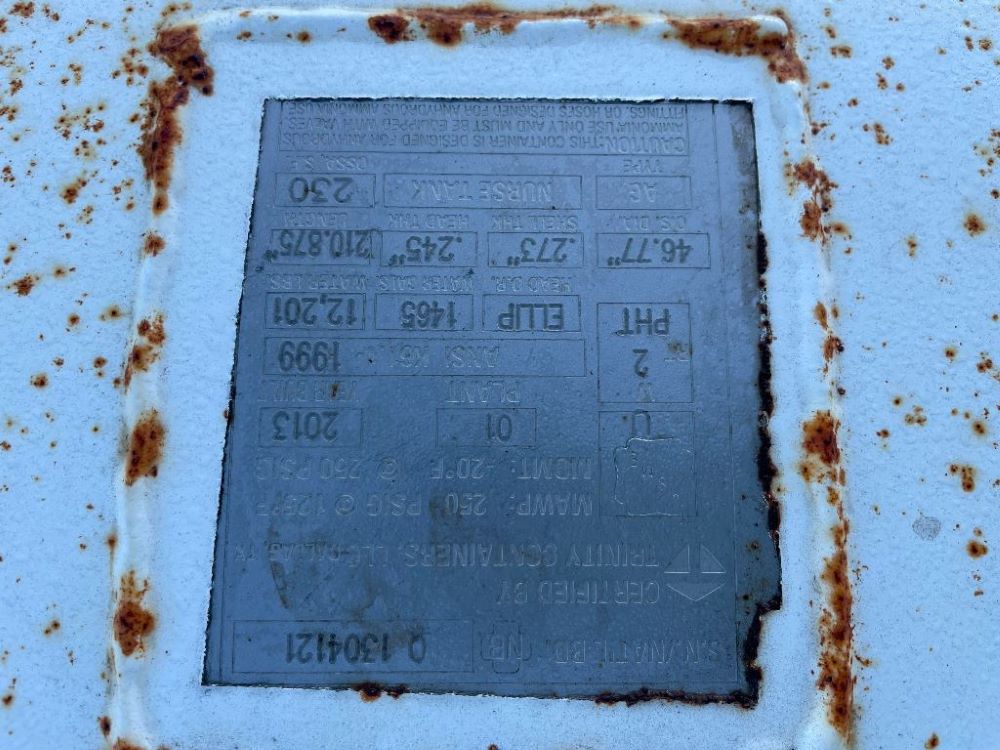 S.N./NAT'L BD. NB Q 1304121
CERTIFIED BY
TRINITY CONTAINERS, LLC-DALLAS, TX
MAWP: 250 PSIG @ 125°F
MDMT: -20°F @ 250 PSIG
U. 01 2013
PLANT YEAR BUILT
W
2 ANSI K61 1999
RT
PHT ELLIP 1465 12,201
HEAD D.R. WATER GALS. WATER LBS.
46.77" .273" .245" 210.875"
O.S. DIA. SHELL THK HEAD THK LENGTH
AG NURSE TANK 230
TYPE
CAUTION: THIS CONTAINER IS DESIGNED FOR ANHYDROUS
AMMONIA USE ONLY AND MUST BE EQUIPPED WITH VALVES,
FITTINGS, OR HOSES DESIGNED FOR ANHYDROUS AMMONIA USE